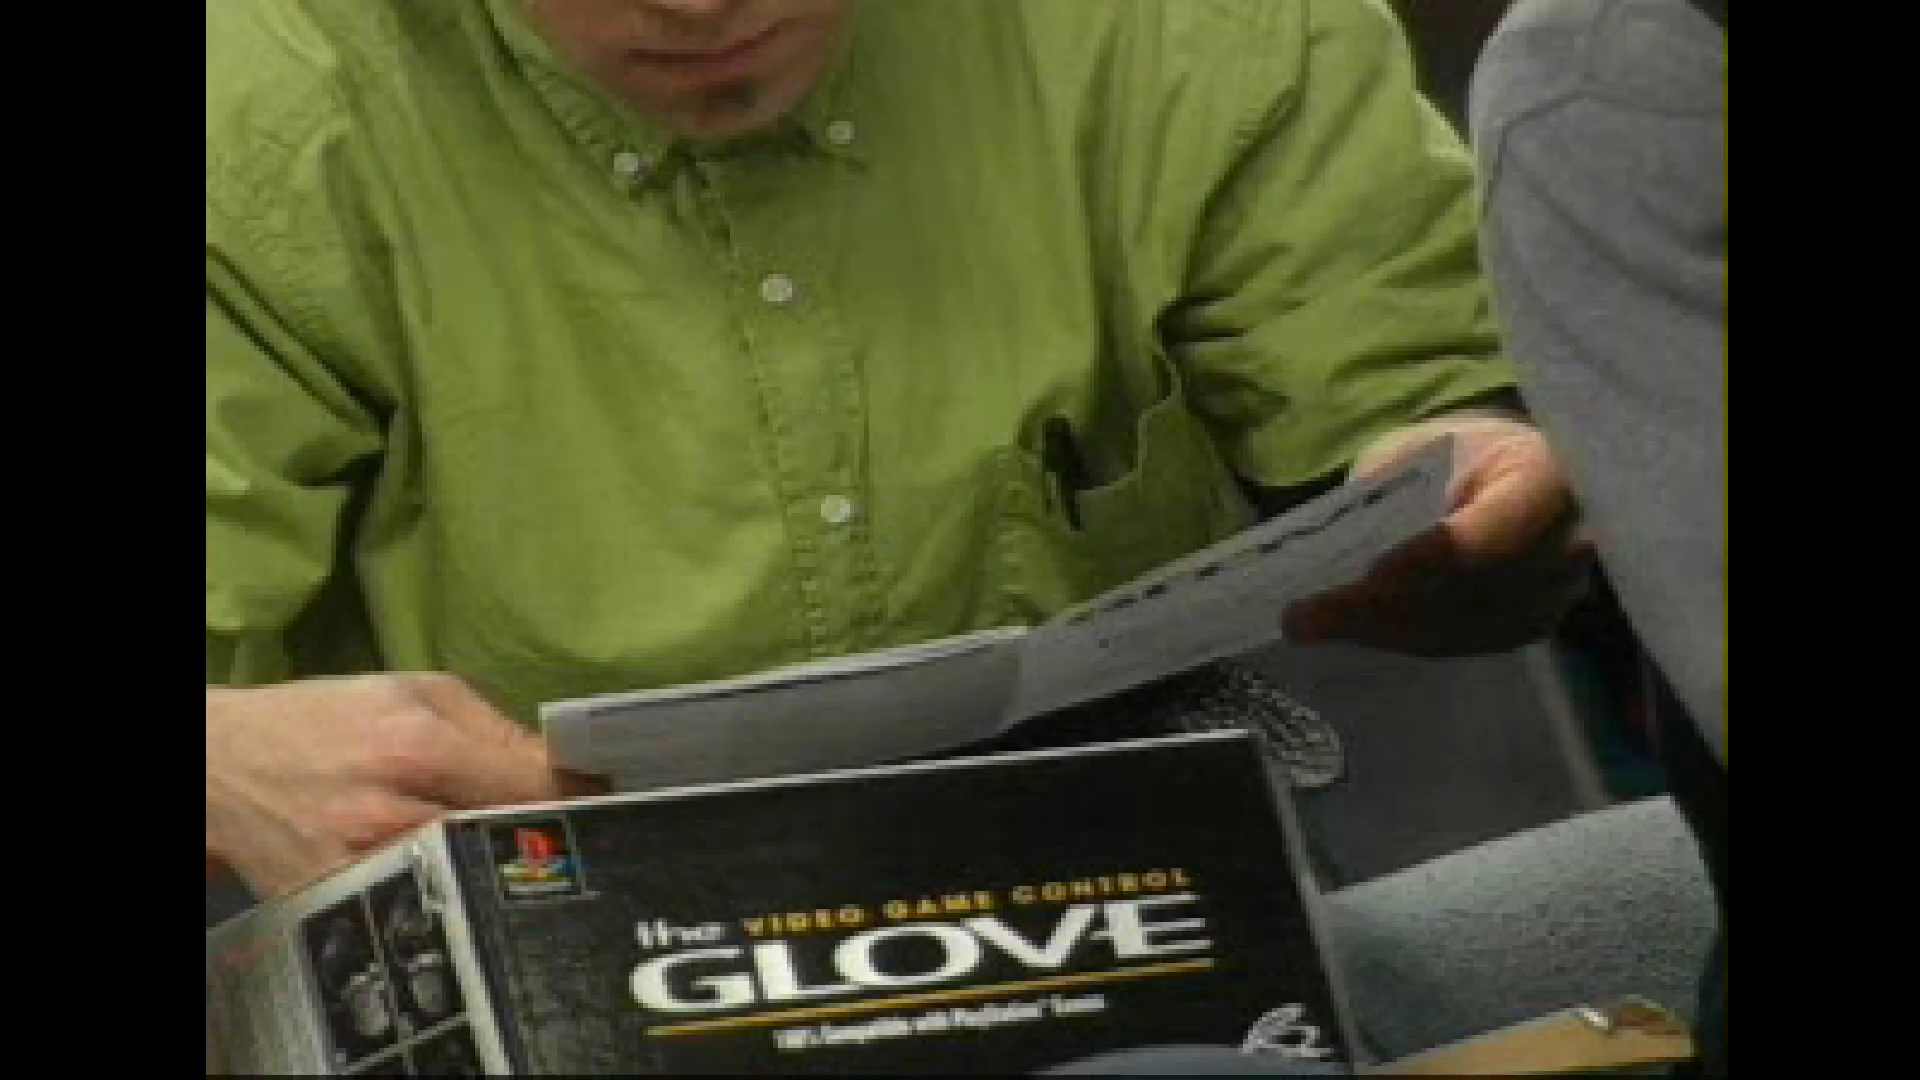 VIDEO GAME CONTROL
the
GLOVE
100% Compatible with PlayStation Games